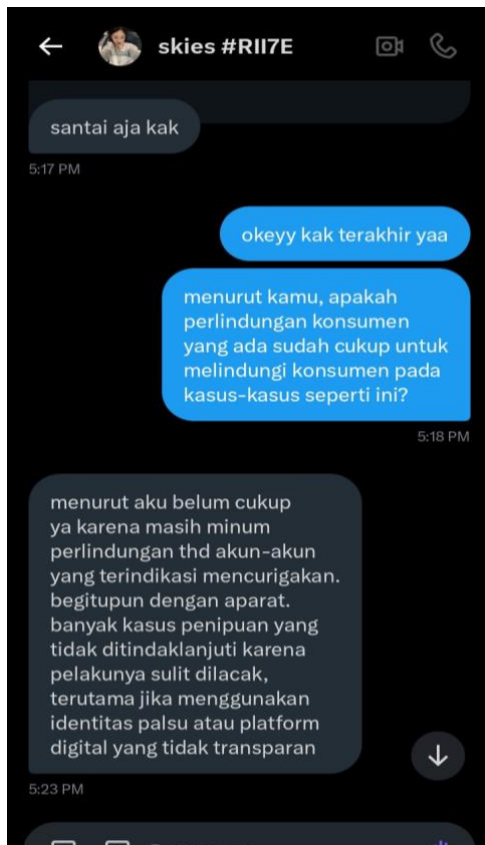 skies #RII7E
santai aja kak
5:17 PM
okeyy kak terakhir yaa
menurut kamu, apakah
perlindungan konsumen
yang ada sudah cukup untuk
melindungi konsumen pada
kasus-kasus seperti ini?
5:18 PM
menurut aku belum cukup
ya karena masih minum
perlindungan thd akun-akun
yang terindikasi mencurigakan.
begitupun dengan aparat.
banyak kasus penipuan yang
tidak ditindaklanjuti karena
pelakunya sulit dilacak,
terutama jika menggunakan
identitas palsu atau platform
digital yang tidak transparan
5:23 PM